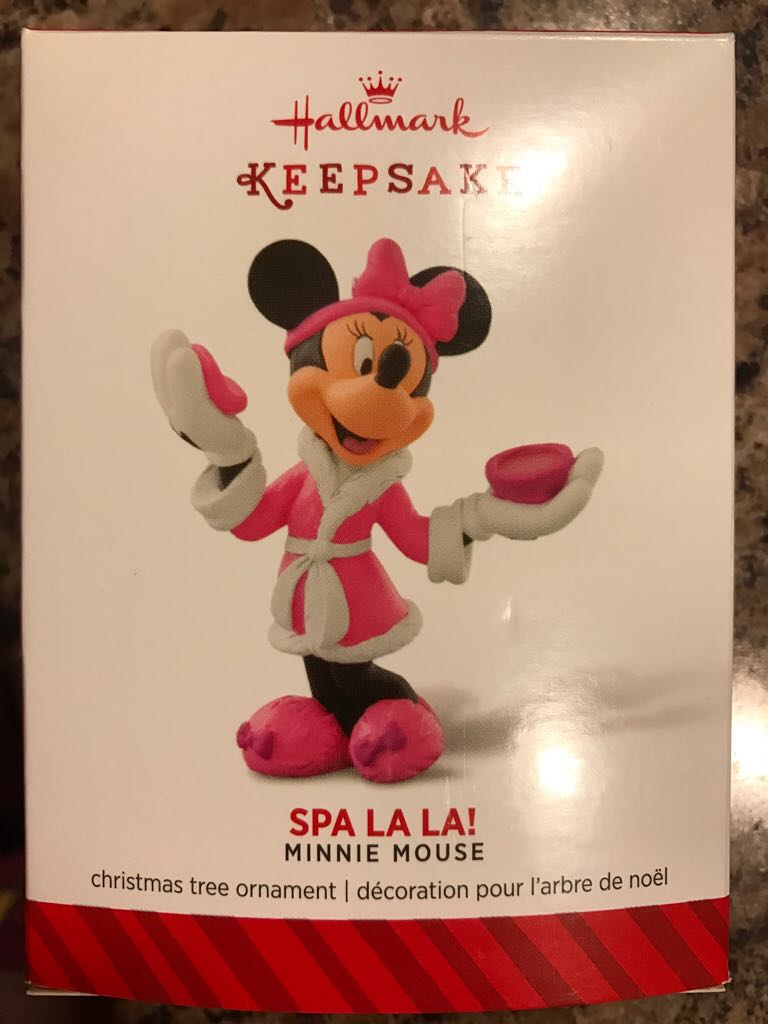 Hallmark
KEEPSAKE
SPA LA LA!
MINNIE MOUSE
christmas tree ornament | décoration pour l'arbre de noël